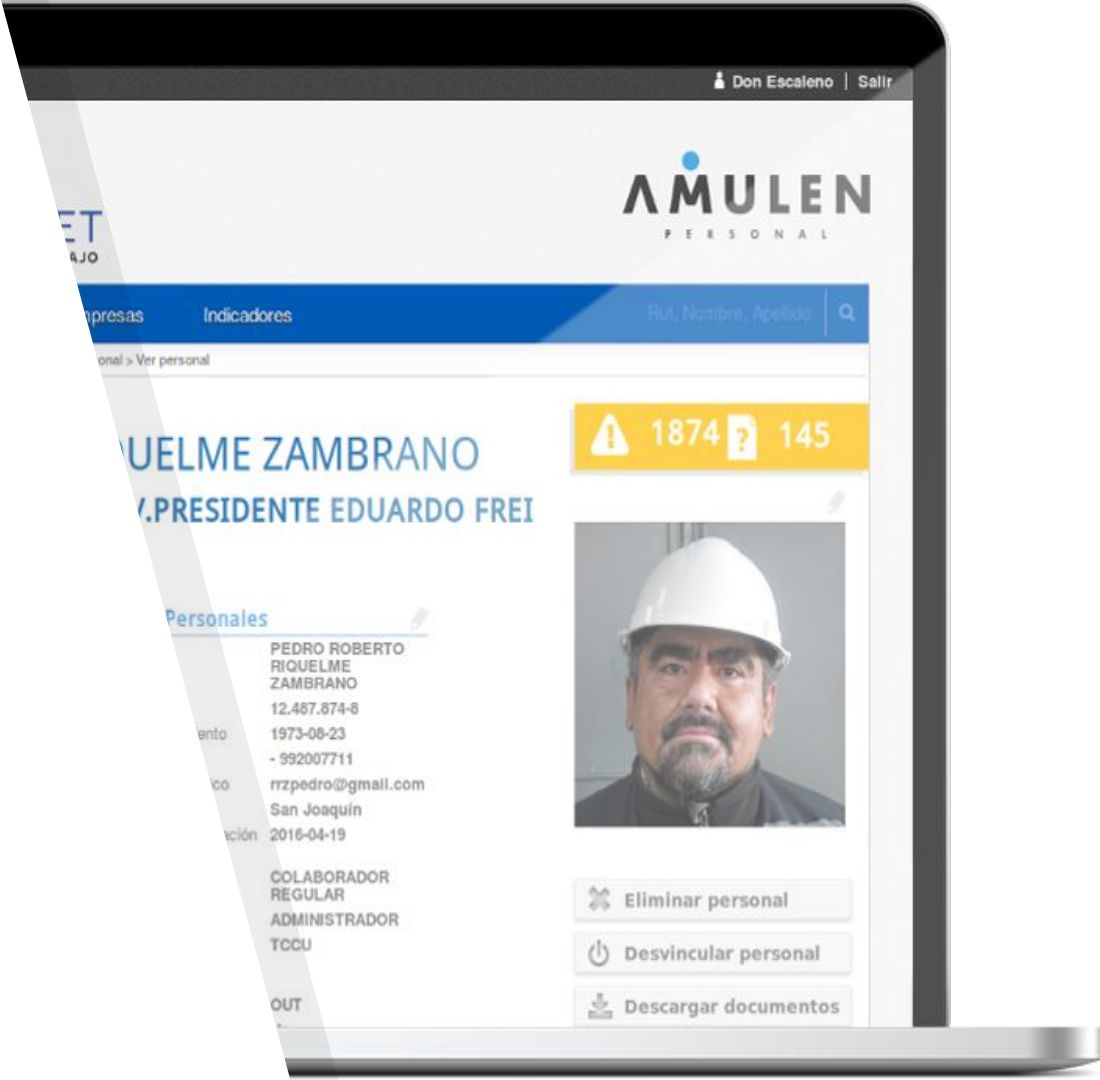 Don Escaleno | Salir
AMULEN
PERSONAL
ET
AJO
presas Indicadores Rut, Nombre, Apellido
onal > Ver personal
1874 ? 145
UELME ZAMBRANO
.PRESIDENTE EDUARDO FREI
Personales
PEDRO ROBERTO
RIQUELME
ZAMBRANO
12.487.874-8
ento 1973-08-23
- 992007711
co rrzpedro@gmail.com
San Joaquín
ación 2016-04-19
COLABORADOR
REGULAR
ADMINISTRADOR
TCCU
OUT
Eliminar personal
Desvincular personal
Descargar documentos